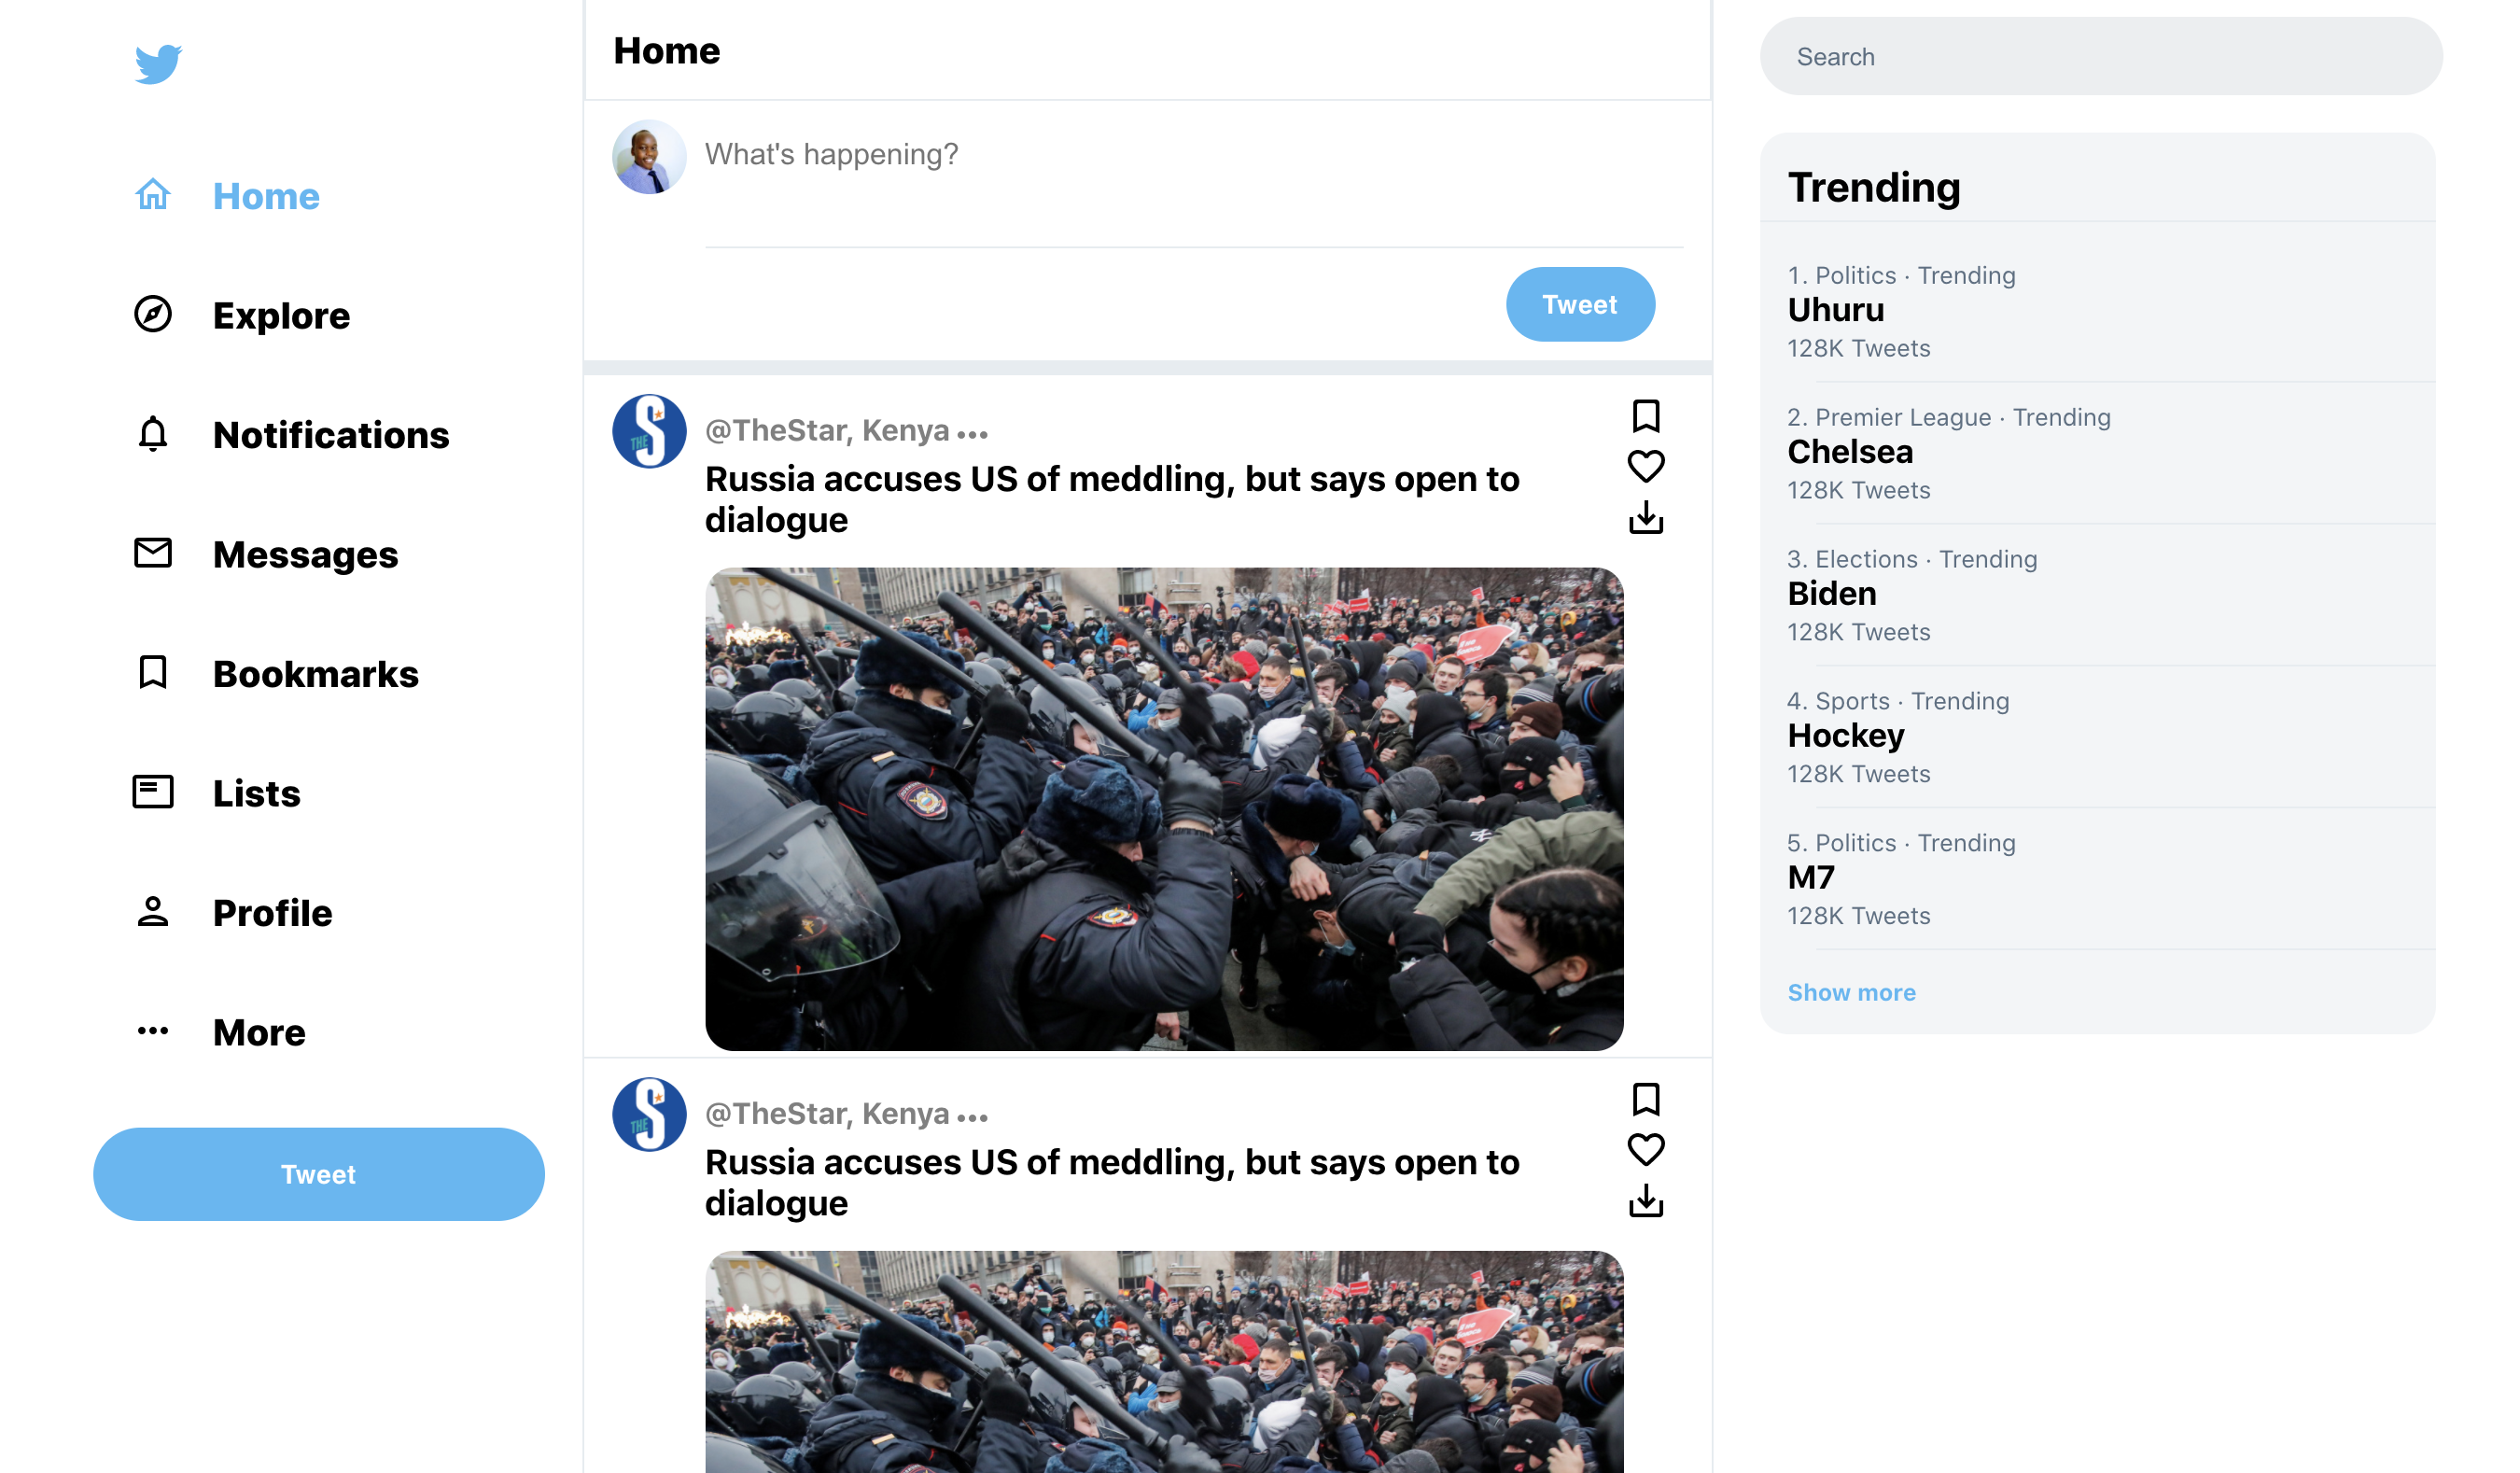 Home
Explore
Notifications
Messages
Bookmarks
Lists
Profile
More
Tweet
Home
What's happening?
Tweet
THE S
@TheStar, Kenya
Russia accuses US of meddling, but says open to
dialogue
THE S
@TheStar, Kenya
Russia accuses US of meddling, but says open to
dialogue
Search
Trending
1. Politics · Trending
Uhuru
128K Tweets
2. Premier League · Trending
Chelsea
128K Tweets
3. Elections · Trending
Biden
128K Tweets
4. Sports · Trending
Hockey
128K Tweets
5. Politics · Trending
M7
128K Tweets
Show more